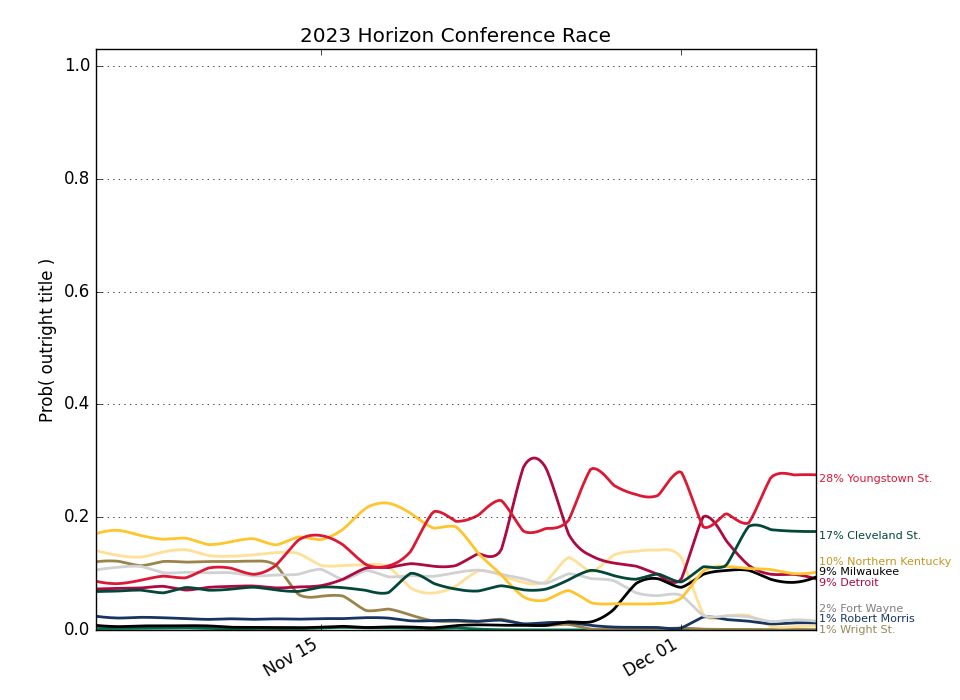 2023 Horizon Conference Race
Prob( outright title )
1.0
0.8
0.6
0.4
0.2
0.0
Nov 15
Dec 01
28% Youngstown St.
17% Cleveland St.
10% Northern Kentucky
9% Milwaukee
9% Detroit
2% Fort Wayne
1% Robert Morris
1% Wright St.